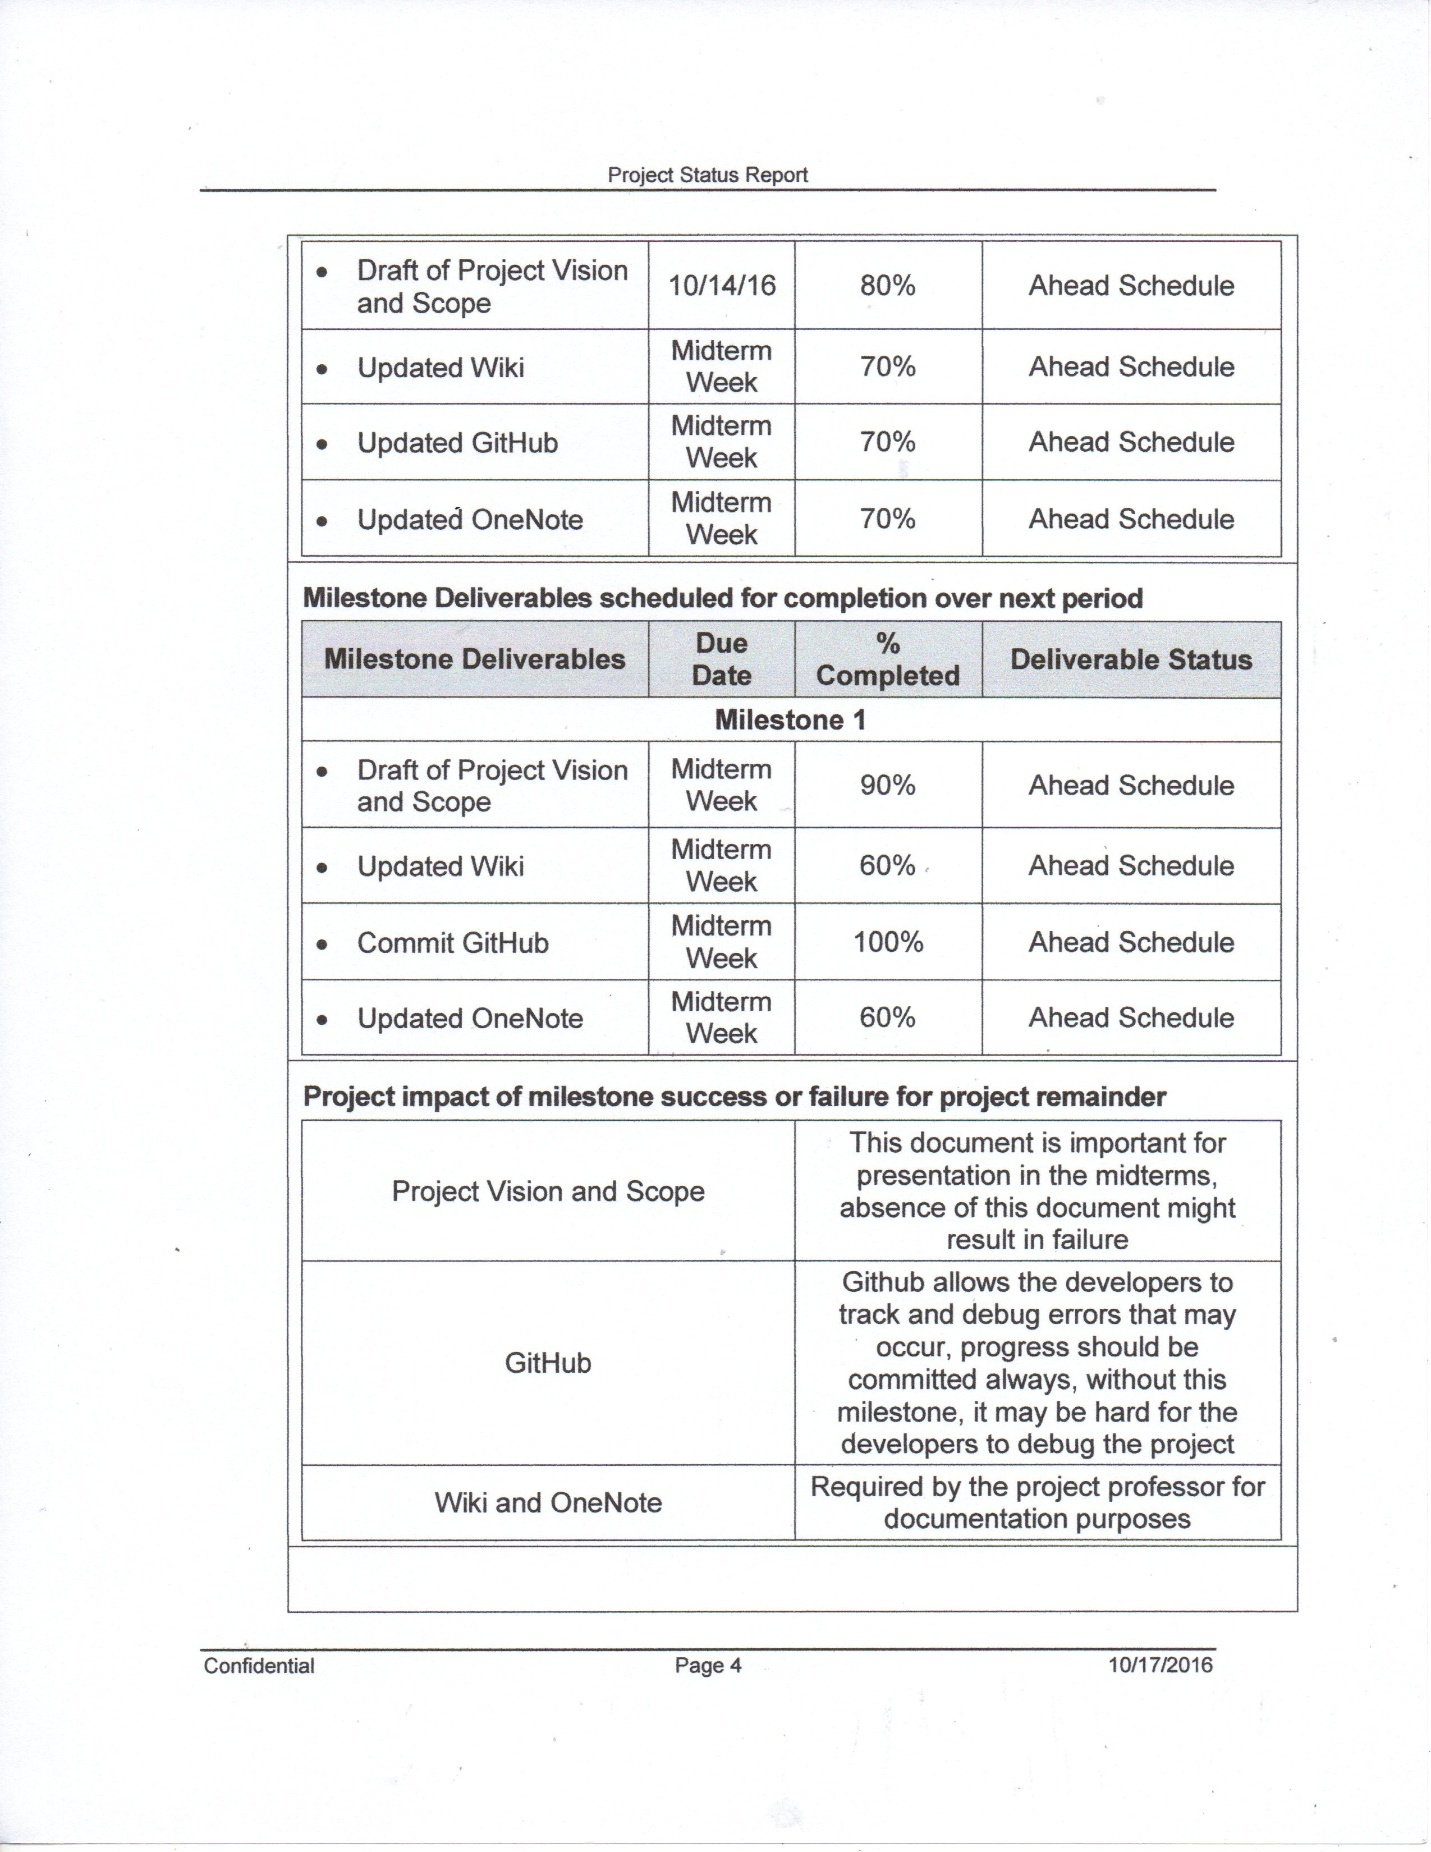 Project Status Report
• Draft of Project Vision
and Scope
10/14/16
80%
Ahead Schedule
• Updated Wiki
Midterm
Week
70%
Ahead Schedule
• Updated GitHub
Midterm
Week
70%
Ahead Schedule
• Updated OneNote
Midterm
Week
70%
Ahead Schedule
Milestone Deliverables scheduled for completion over next period
Milestone Deliverables
Due
Date
%
Completed
Deliverable Status
Milestone 1
• Draft of Project Vision
and Scope
Midterm
Week
90%
Ahead Schedule
• Updated Wiki
Midterm
Week
60%
Ahead Schedule
• Commit GitHub
Midterm
Week
100%
Ahead Schedule
• Updated OneNote
Midterm
Week
60%
Ahead Schedule
Project impact of milestone success or failure for project remainder
Project Vision and Scope
This document is important for
presentation in the midterms,
absence of this document might
result in failure
GitHub
Github allows the developers to
track and debug errors that may
occur, progress should be
committed always, without this
milestone, it may be hard for the
developers to debug the project
Wiki and OneNote
Required by the project professor for
documentation purposes
Confidential
Page 4
10/17/2016